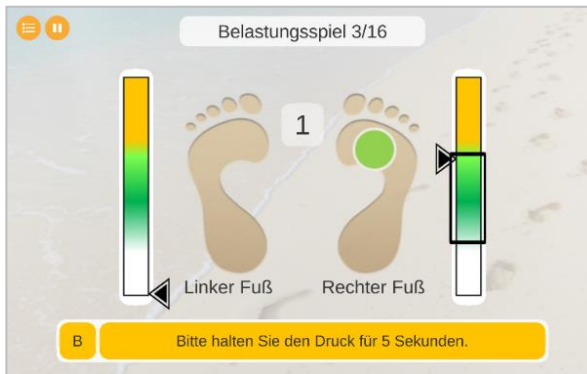 Belastungsspiel 3/16
1
Linker Fuß
Rechter Fuß
B
Bitte halten Sie den Druck für 5 Sekunden.